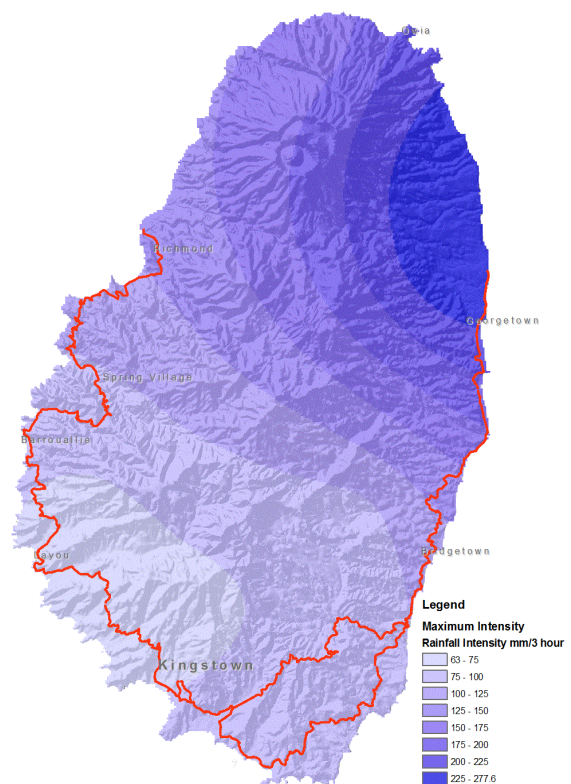 Owia
Richmond
Georgetown
Spring Village
Barrouallie
Layou
Bridgetown
Kingstown
Legend
Maximum Intensity
Rainfall Intensity mm/3 hour
63 - 75
75 - 100
100 - 125
125 - 150
150 - 175
175 - 200
200 - 225
225 - 277.6